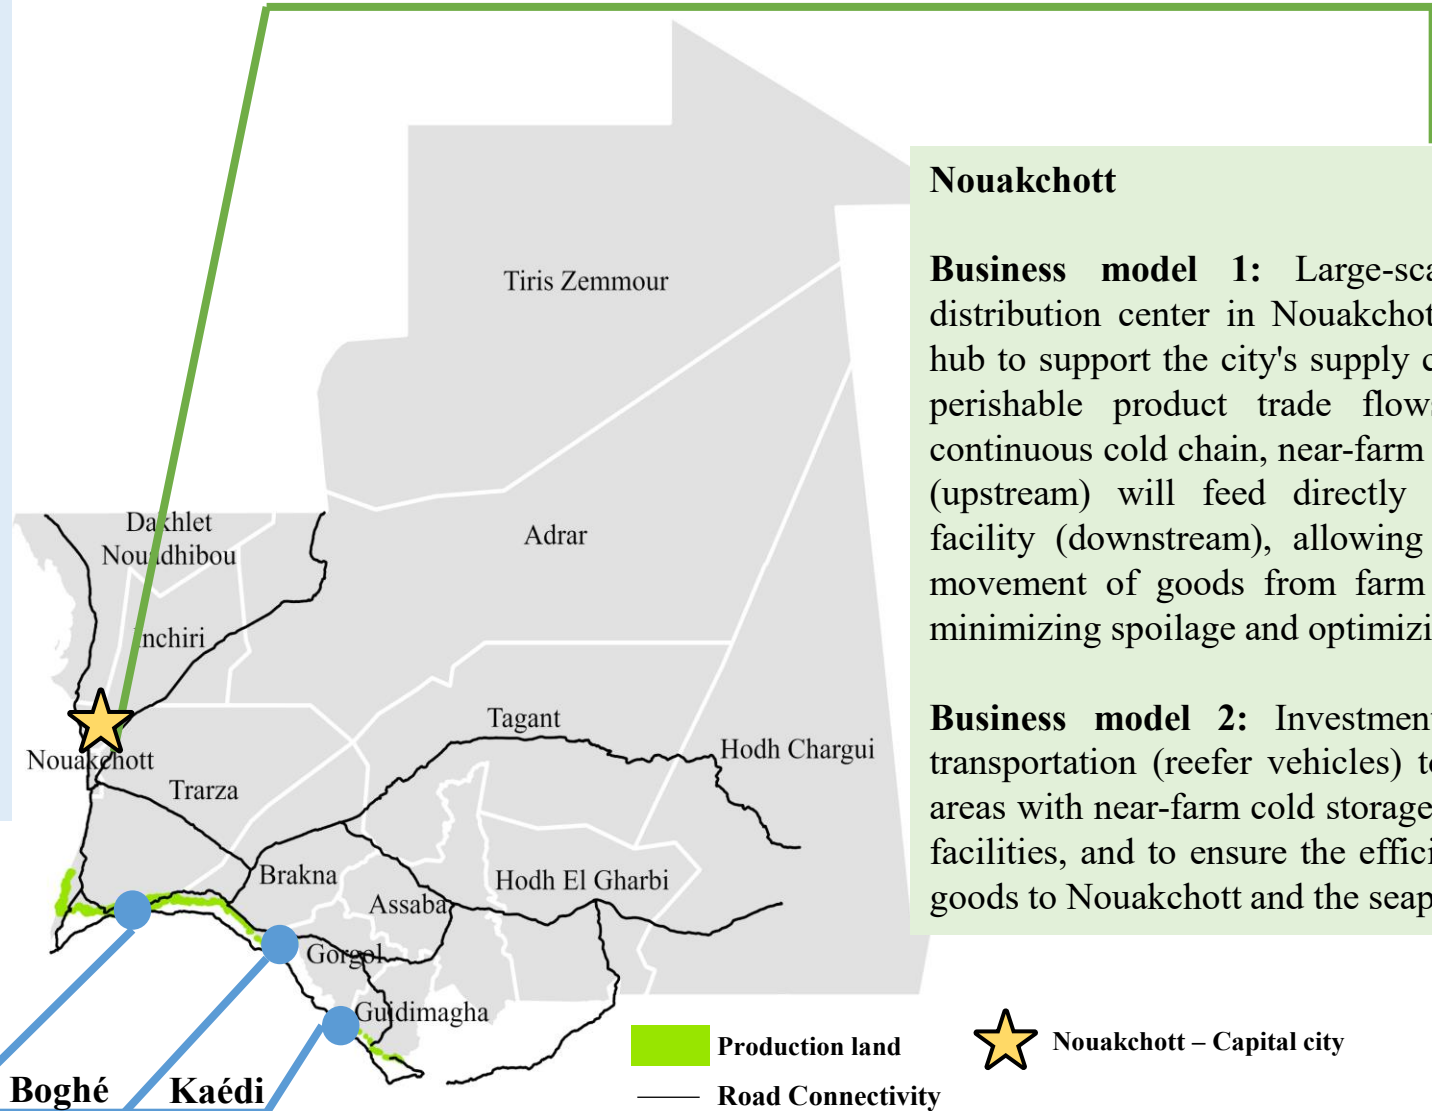 Nouakchott
Business model 1: Large-sca
distribution center in Nouakchot
hub to support the city's supply c
perishable product trade flows
continuous cold chain, near-farm
(upstream) will feed directly
facility (downstream), allowing
movement of goods from farm
minimizing spoilage and optimizi
Business model 2: Investment
transportation (reefer vehicles) to
areas with near-farm cold storage
facilities, and to ensure the effici
goods to Nouakchott and the seap
Tiris Zemmour
Dakhlet
Nouadhibou
Adrar
Inchiri
Tagant
Hodh Chargui
Nouakchott
Trarza
Brakna
Hodh El Gharbi
Assaba
Gorgol
Guidimagha
Production land
Nouakchott – Capital city
Road Connectivity
Boghé
Kaédi